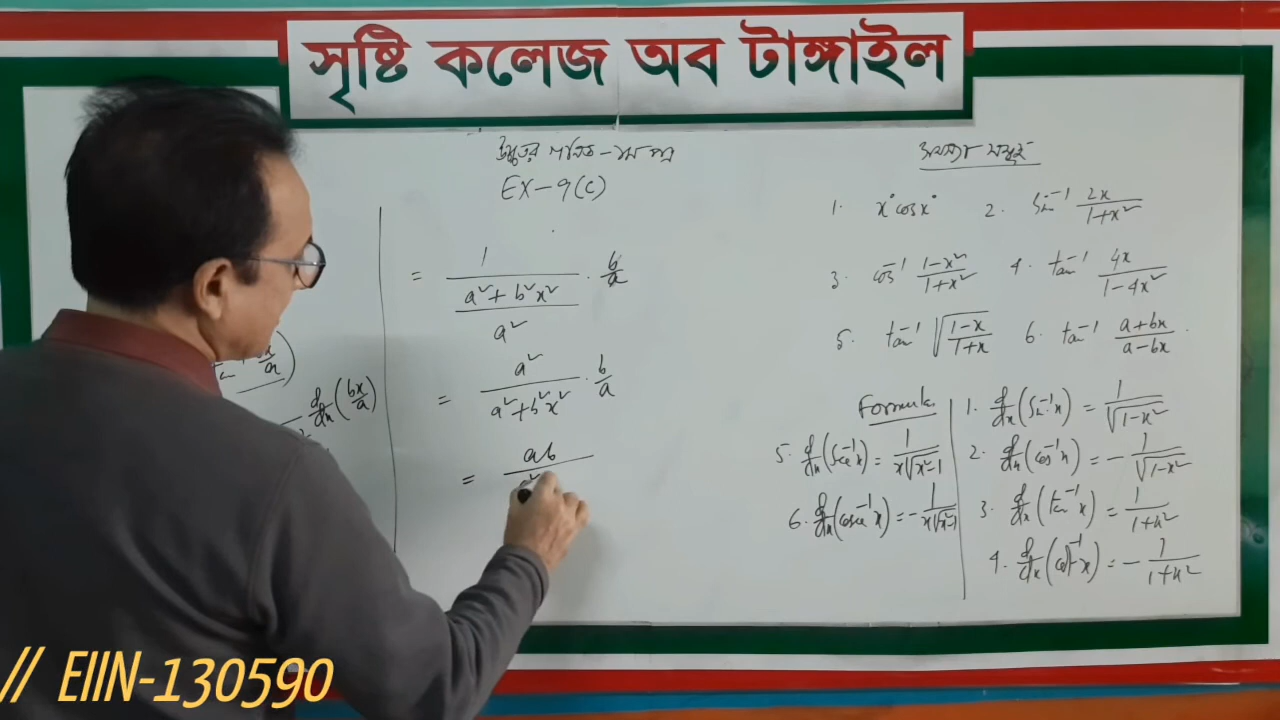 সৃষ্টি কলেজ অব টাঙ্গাইল
উচ্চতর গণিত - ১ম পত্র
EX - 9(C)
= 1 / ((a² + b²x²) / a²) · b/a
= a² / (a² + b²x²) · b/a
= ab / a²
d/dx (bx/a)
সমস্যা সমূহ
1. x° cos x° 2. Sin⁻¹ 2x/(1+x²)
3. cos⁻¹ (1-x²)/(1+x²) 4. tan⁻¹ 4x/(1-4x²)
5. tan⁻¹ √((1-x)/(1+x)) 6. tan⁻¹ (a+bx)/(a-bx)
Formula
1. d/dx (Sin⁻¹x) = 1/√(1-x²)
2. d/dx (cos⁻¹x) = - 1/√(1-x²)
3. d/dx (tan⁻¹x) = 1/(1+x²)
4. d/dx (cot⁻¹x) = - 1/(1+x²)
5. d/dx (Sec⁻¹x) = 1/(x√(x²-1))
6. d/dx (cosec⁻¹x) = - 1/(x√(x²-1))
// EIIN-130590